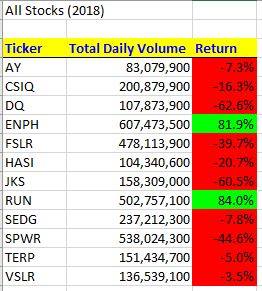 All Stocks (2018)
Ticker Total Daily Volume Return
AY 83,079,900 -7.3%
CSIQ 200,879,900 -16.3%
DQ 107,873,900 -62.6%
ENPH 607,473,500 81.9%
FSLR 478,113,900 -39.7%
HASI 104,340,600 -20.7%
JKS 158,309,000 -60.5%
RUN 502,757,100 84.0%
SEDG 237,212,300 -7.8%
SPWR 538,024,300 -44.6%
TERP 151,434,700 -5.0%
VSLR 136,539,100 -3.5%